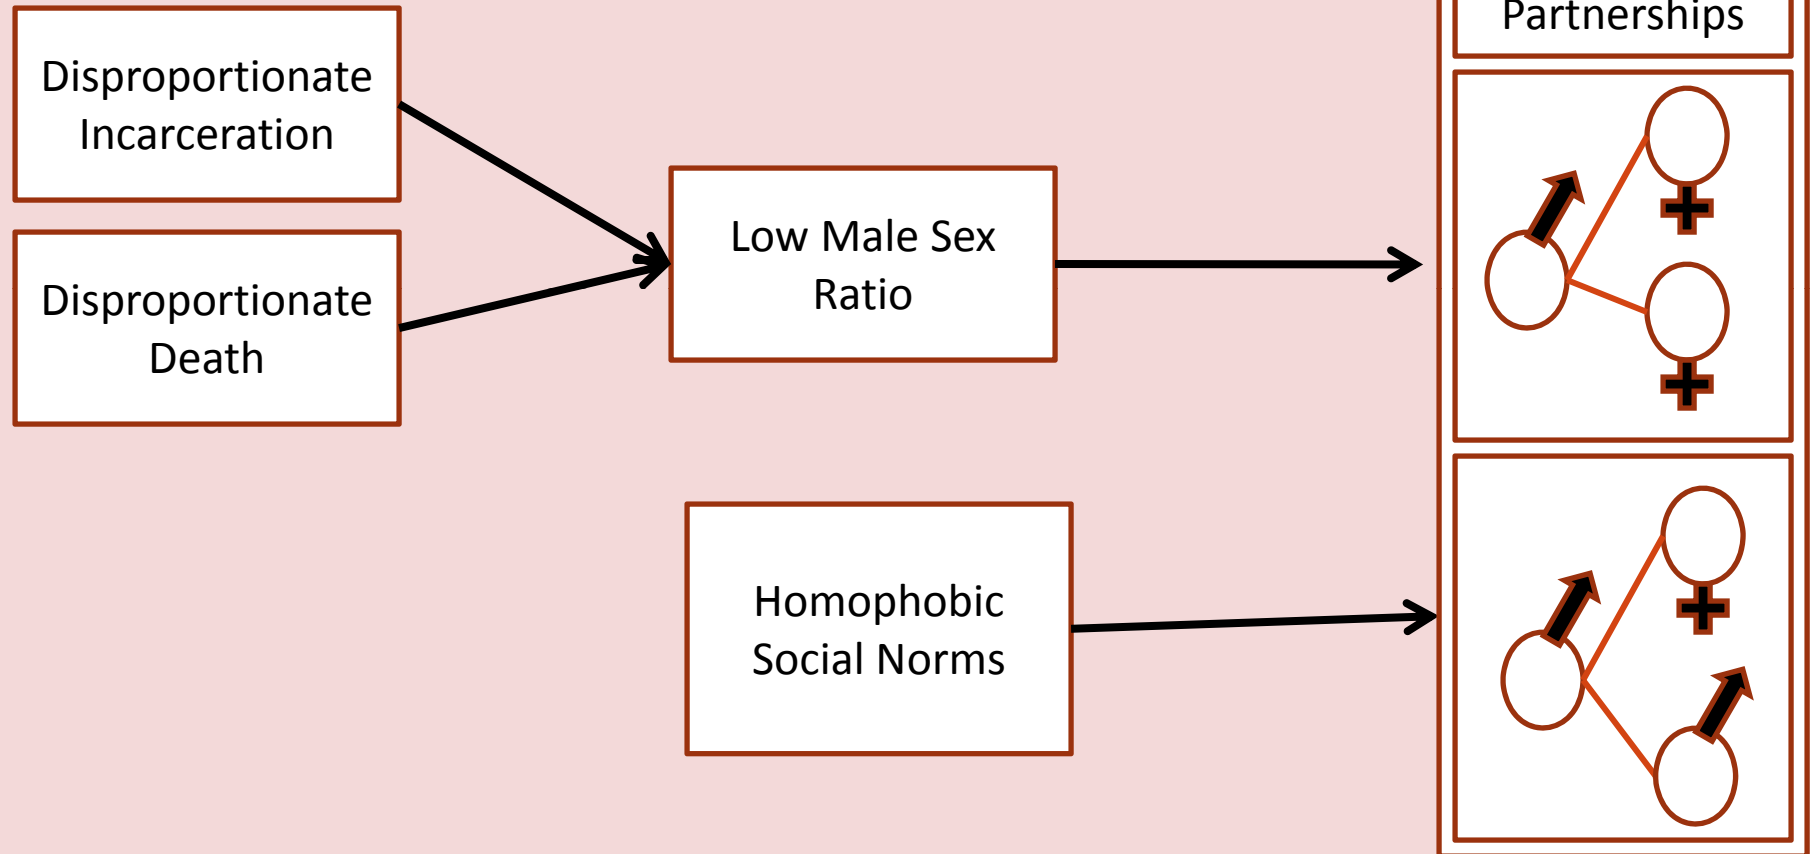 Partnerships
Disproportionate
Incarceration
Low Male Sex
Ratio
Disproportionate
Death
Homophobic
Social Norms